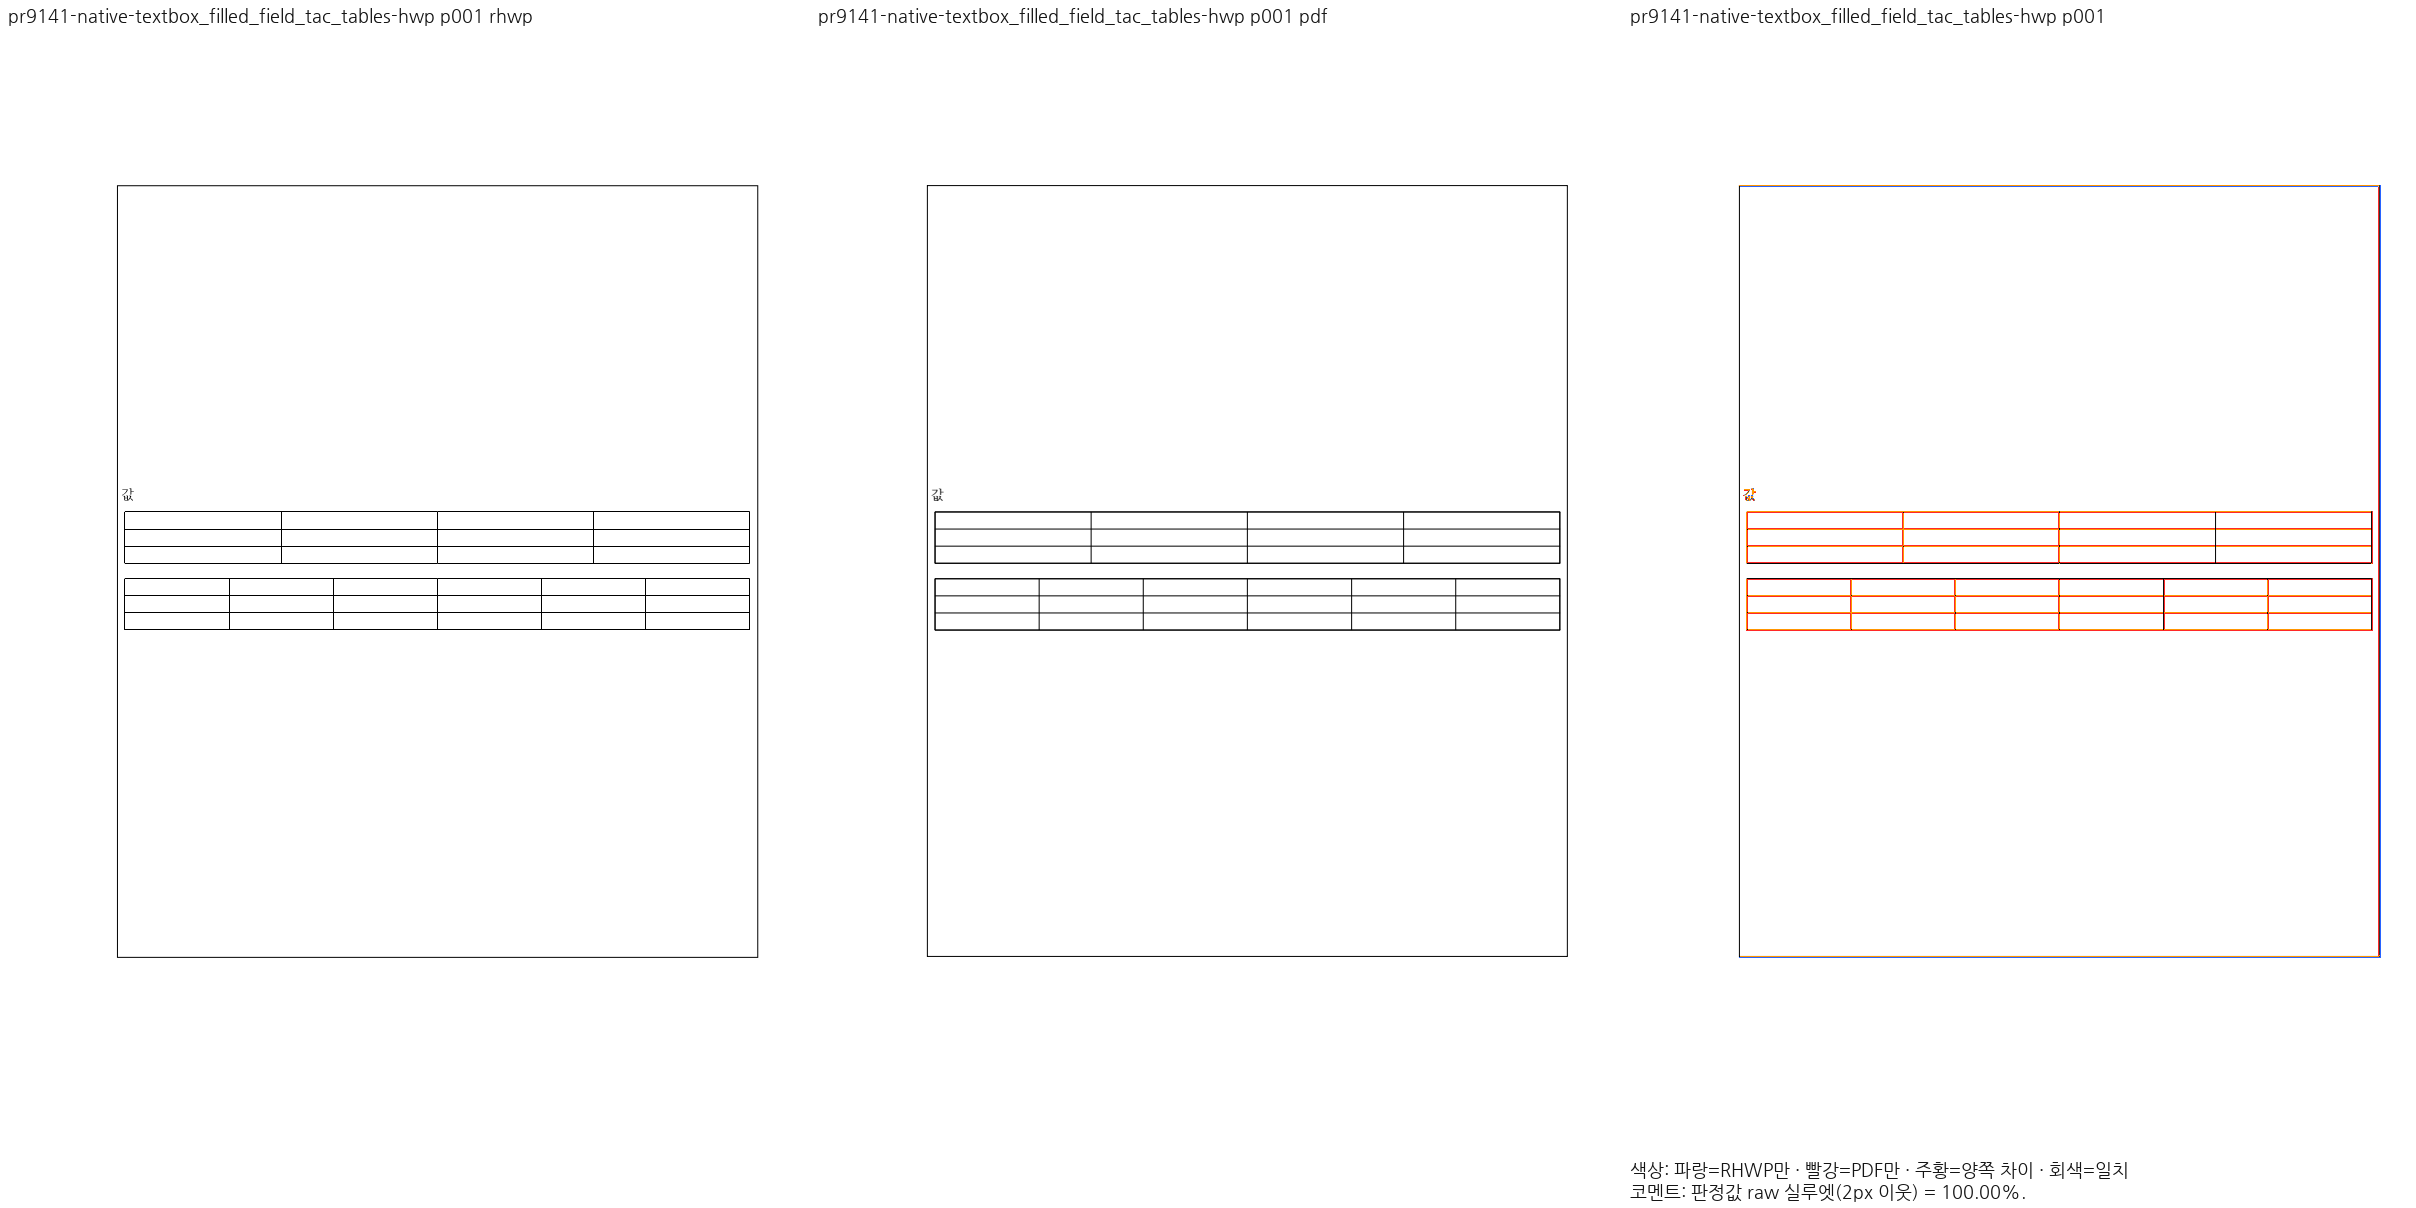 pr9141-native-textbox_filled_field_tac_tables-hwp p001 rhwp
pr9141-native-textbox_filled_field_tac_tables-hwp p001 pdf
pr9141-native-textbox_filled_field_tac_tables-hwp p001
값
값
값
색상: 파랑=RHWP만 · 빨강=PDF만 · 주황=양쪽 차이 · 회색=일치
코멘트: 판정값 raw 실루엣(2px 이웃) = 100.00%.